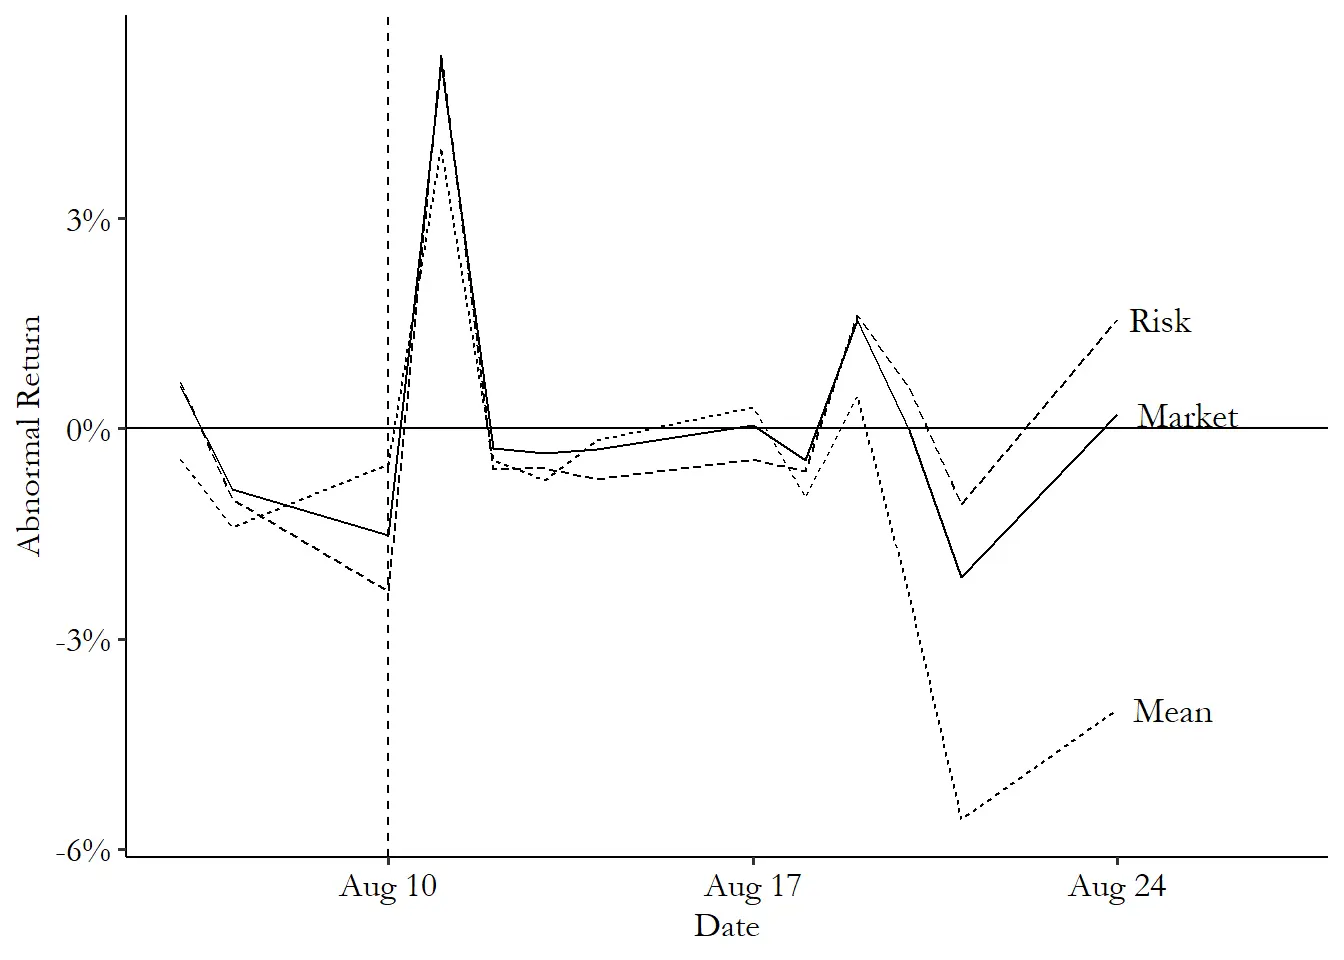 3%
0%
-3%
-6%
Abnormal Return
Risk
Market
Mean
Aug 10
Aug 17
Aug 24
Date